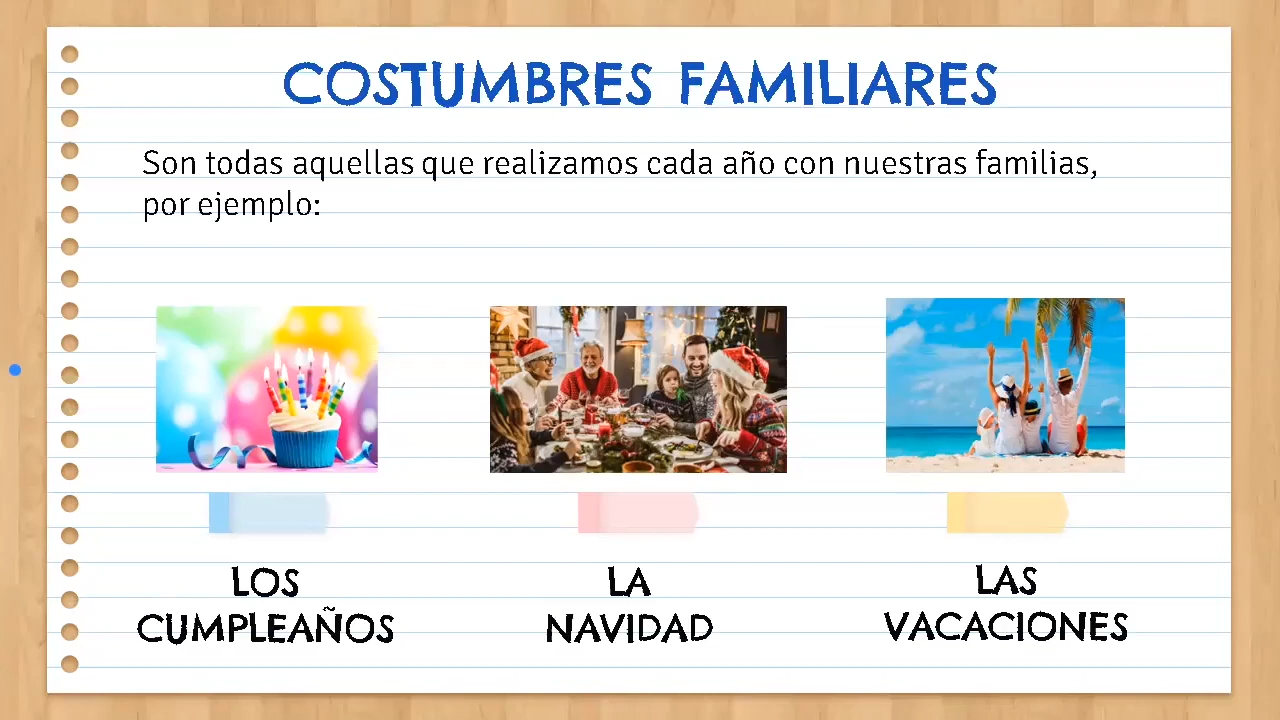 COSTUMBRES FAMILIARES
Son todas aquellas que realizamos cada año con nuestras familias,
por ejemplo:
LOS
CUMPLEAÑOS
LA
NAVIDAD
LAS
VACACIONES